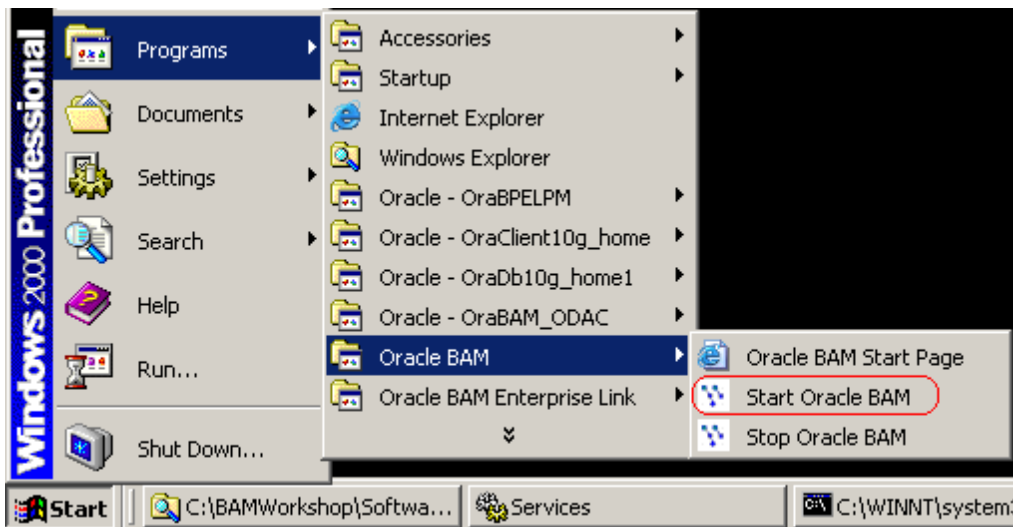 Windows 2000 Professional
Programs
Documents
Settings
Search
Help
Run...
Shut Down...
Accessories
Startup
Internet Explorer
Windows Explorer
Oracle - OraBPELPM
Oracle - OraClient10g_home
Oracle - OraDb10g_home1
Oracle - OraBAM_ODAC
Oracle BAM
Oracle BAM Enterprise Link
Oracle BAM Start Page
Start Oracle BAM
Stop Oracle BAM
Start
C:\BAMWorkshop\Softwa...
Services
C:\WINNT\system